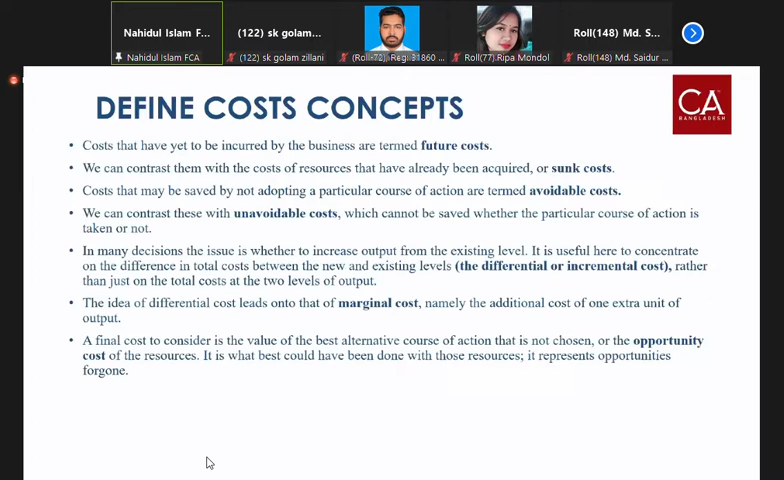 Nahidul Islam F...
(122) sk golam...
Roll(148) Md. S...
Nahidul Islam FCA
(122) sk golam zillani
(Roll-72), Reg: 31860 ...
Roll(77).Ripa Mondol
Roll(148) Md. Saidur ...
DEFINE COSTS CONCEPTS
CA
BANGLADESH
• Costs that have yet to be incurred by the business are termed future costs.
• We can contrast them with the costs of resources that have already been acquired, or sunk costs.
• Costs that may be saved by not adopting a particular course of action are termed avoidable costs.
• We can contrast these with unavoidable costs, which cannot be saved whether the particular course of action is
taken or not.
• In many decisions the issue is whether to increase output from the existing level. It is useful here to concentrate
on the difference in total costs between the new and existing levels (the differential or incremental cost), rather
than just on the total costs at the two levels of output.
• The idea of differential cost leads onto that of marginal cost, namely the additional cost of one extra unit of
output.
• A final cost to consider is the value of the best alternative course of action that is not chosen, or the opportunity
cost of the resources. It is what best could have been done with those resources; it represents opportunities
forgone.